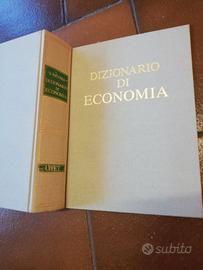 DIZIONARIO
DI
ECONOMIA
DIZIONARIO
DI
ECONOMIA
UTET
subito